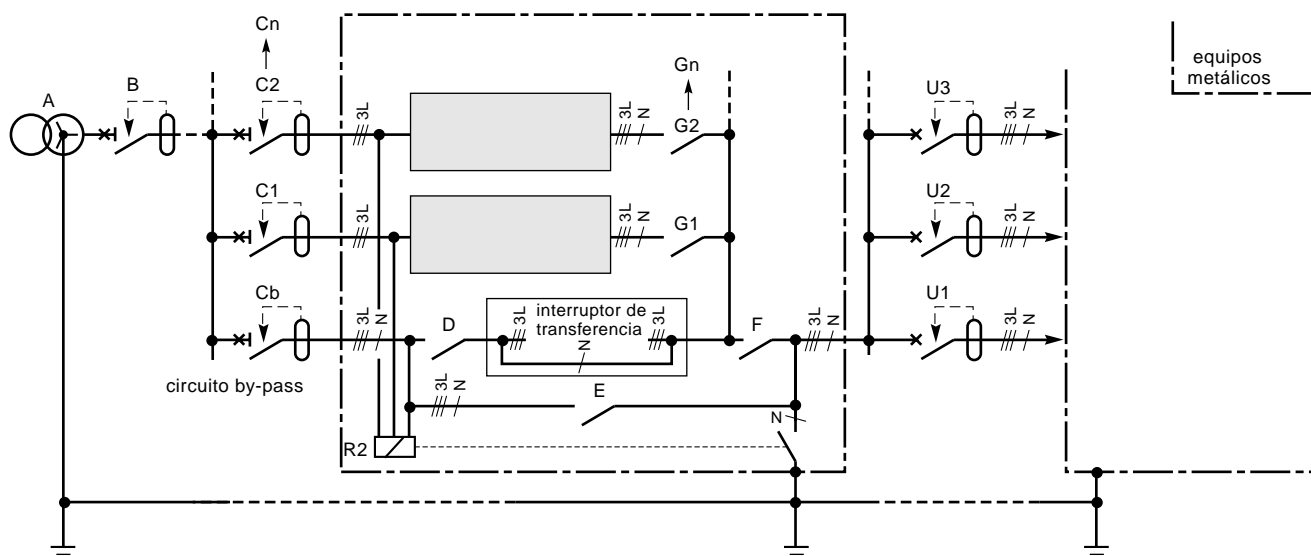 Cn
equipos
metálicos
A
B
C2
3L
Gn
3L
N
G2
U3
3L
N
C1
3L
3L
N
G1
U2
3L
N
Cb
3L
N
D
interruptor de
transferencia
3L
3L
N
F
3L
N
U1
3L
N
circuito by-pass
3L
N
E
N
R2